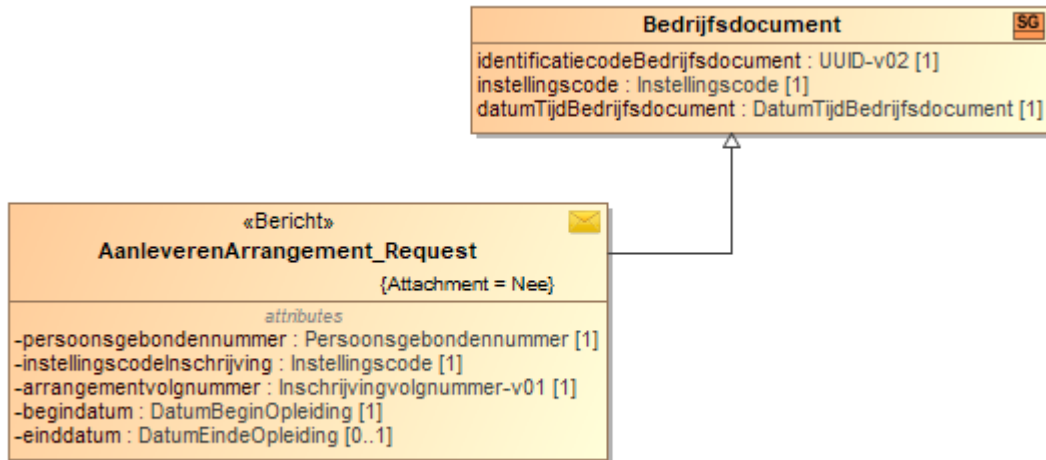 Bedrijfsdocument
SG
identificatiecodeBedrijfsdocument : UUID-v02 [1]
instellingscode : Instellingscode [1]
datumTijdBedrijfsdocument : DatumTijdBedrijfsdocument [1]
«Bericht»
AanleverenArrangement_Request
{Attachment = Nee}
attributes
-persoonsgebondennummer : Persoonsgebondennummer [1]
-instellingscodeInschrijving : Instellingscode [1]
-arrangementvolgnummer : Inschrijvingvolgnummer-v01 [1]
-begindatum : DatumBeginOpleiding [1]
-einddatum : DatumEindeOpleiding [0..1]